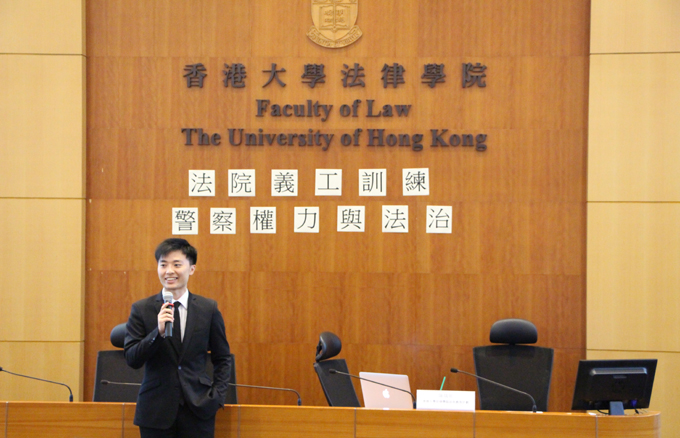 香港大學法律學院
Faculty of Law
The University of Hong Kong
法院義工訓練
警察權力與法治